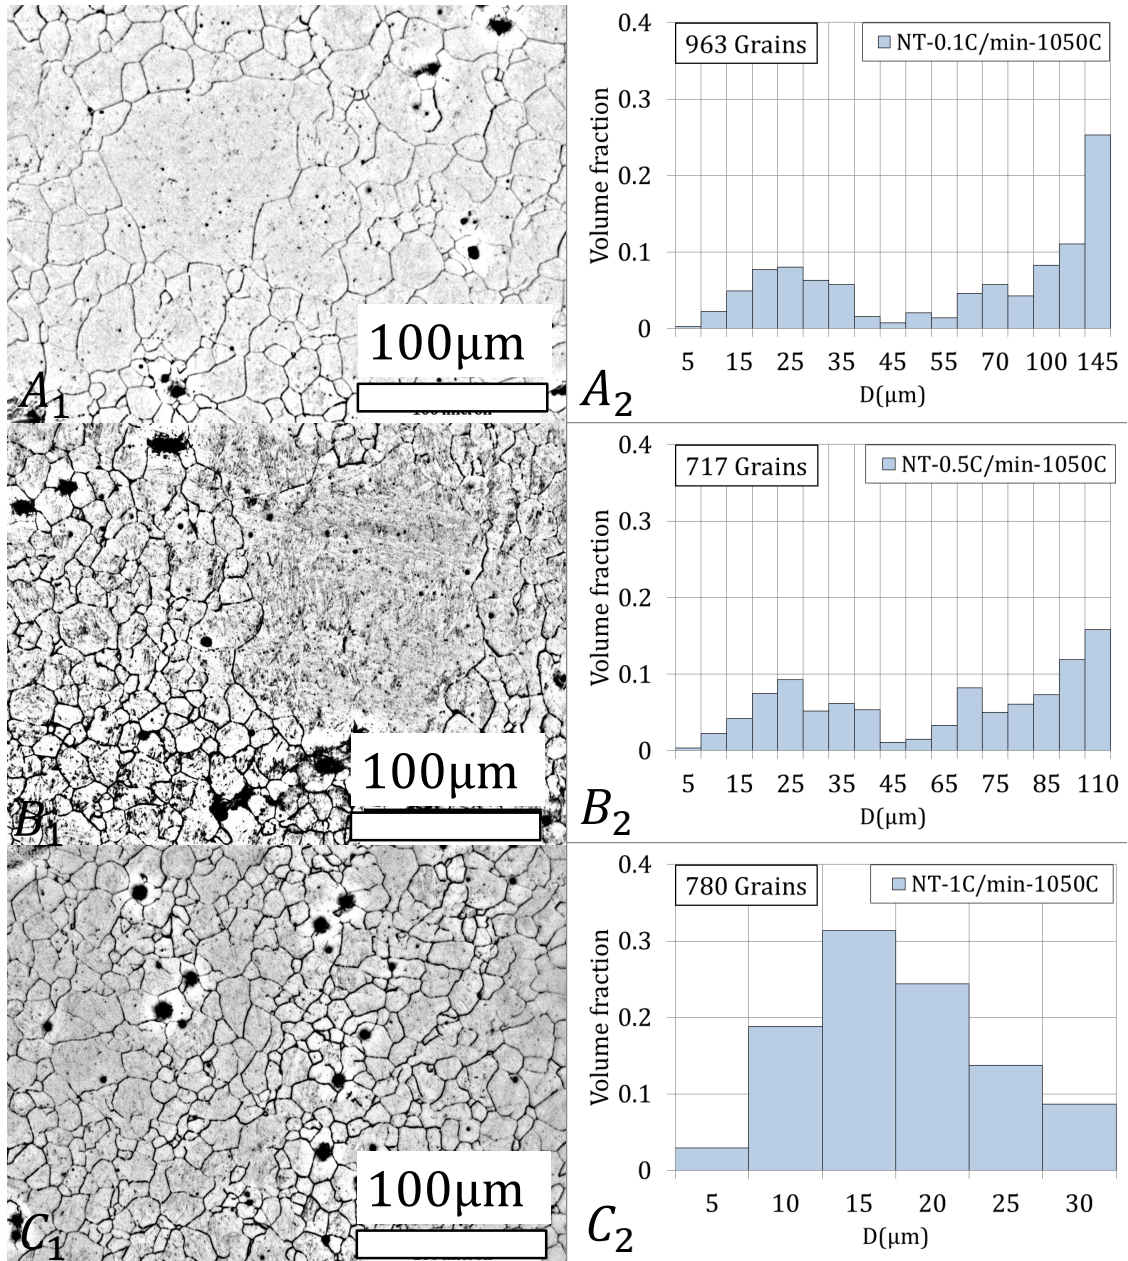 A1
100μm
963 Grains
NT-0.1C/min-1050C
Volume fraction
0.4
0.3
0.2
0.1
0
5 15 25 35 45 55 70 100 145
D(μm)
A2
B1
100μm
717 Grains
NT-0.5C/min-1050C
Volume fraction
0.4
0.3
0.2
0.1
0
5 15 25 35 45 65 75 85 110
D(μm)
B2
C1
100μm
780 Grains
NT-1C/min-1050C
Volume fraction
0.4
0.3
0.2
0.1
0
5 10 15 20 25 30
D(μm)
C2